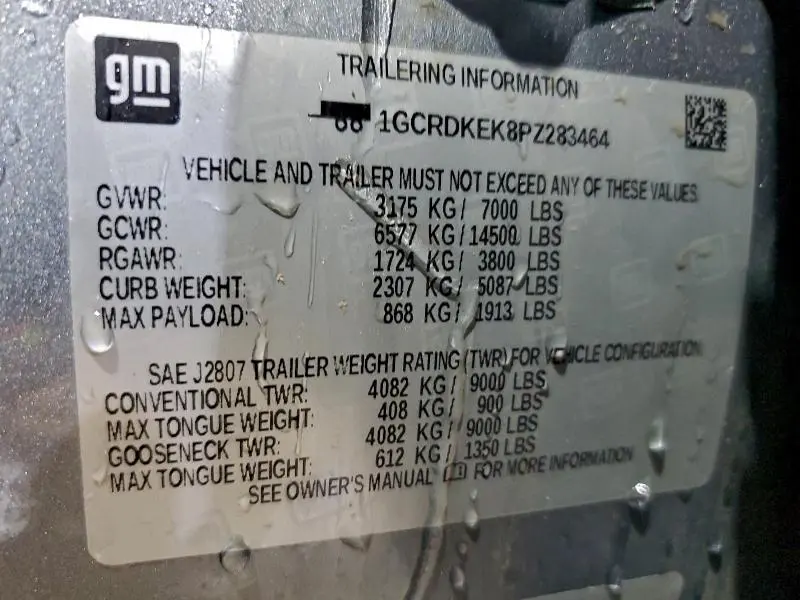 gm
TRAILERING INFORMATION
88 1GCRDKEK8PZ283464
VEHICLE AND TRAILER MUST NOT EXCEED ANY OF THESE VALUES
GVWR: 3175 KG/ 7000 LBS
GCWR: 6577 KG/14500 LBS
RGAWR: 1724 KG/ 3800 LBS
CURB WEIGHT: 2307 KG/ 5087 LBS
MAX PAYLOAD: 868 KG/ 1913 LBS
SAE J2807 TRAILER WEIGHT RATING (TWR) FOR VEHICLE CONFIGURATION
CONVENTIONAL TWR: 4082 KG/ 9000 LBS
MAX TONGUE WEIGHT: 408 KG/ 900 LBS
GOOSENECK TWR: 4082 KG/ 9000 LBS
MAX TONGUE WEIGHT: 612 KG/ 1350 LBS
SEE OWNER'S MANUAL FOR MORE INFORMATION